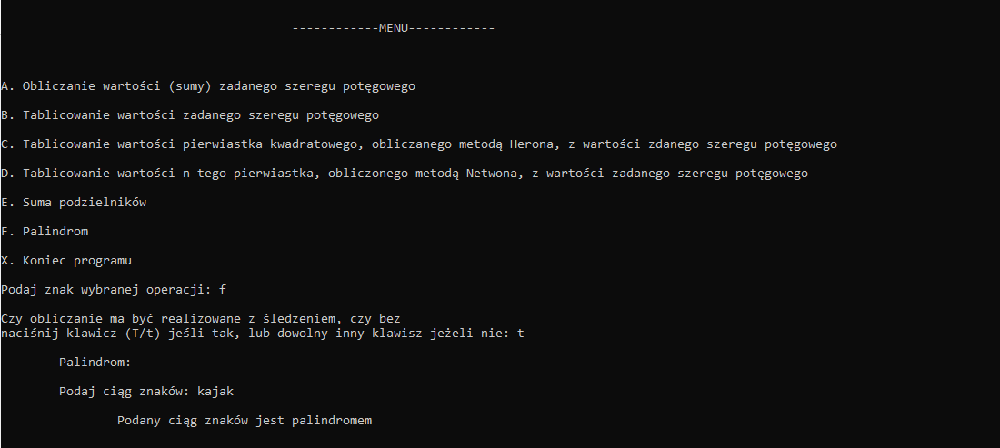 ------------MENU------------
A. Obliczanie wartości (sumy) zadanego szeregu potęgowego
B. Tablicowanie wartości zadanego szeregu potęgowego
C. Tablicowanie wartości pierwiastka kwadratowego, obliczanego metodą Herona, z wartości zdanego szeregu potęgowego
D. Tablicowanie wartości n-tego pierwiastka, obliczonego metodą Netwona, z wartości zadanego szeregu potęgowego
E. Suma podzielników
F. Palindrom
X. Koniec programu
Podaj znak wybranej operacji: f
Czy obliczanie ma być realizowane z śledzeniem, czy bez
naciśnij klawicz (T/t) jeśli tak, lub dowolny inny klawisz jeżeli nie: t
Palindrom:
Podaj ciąg znaków: kajak
Podany ciąg znaków jest palindromem